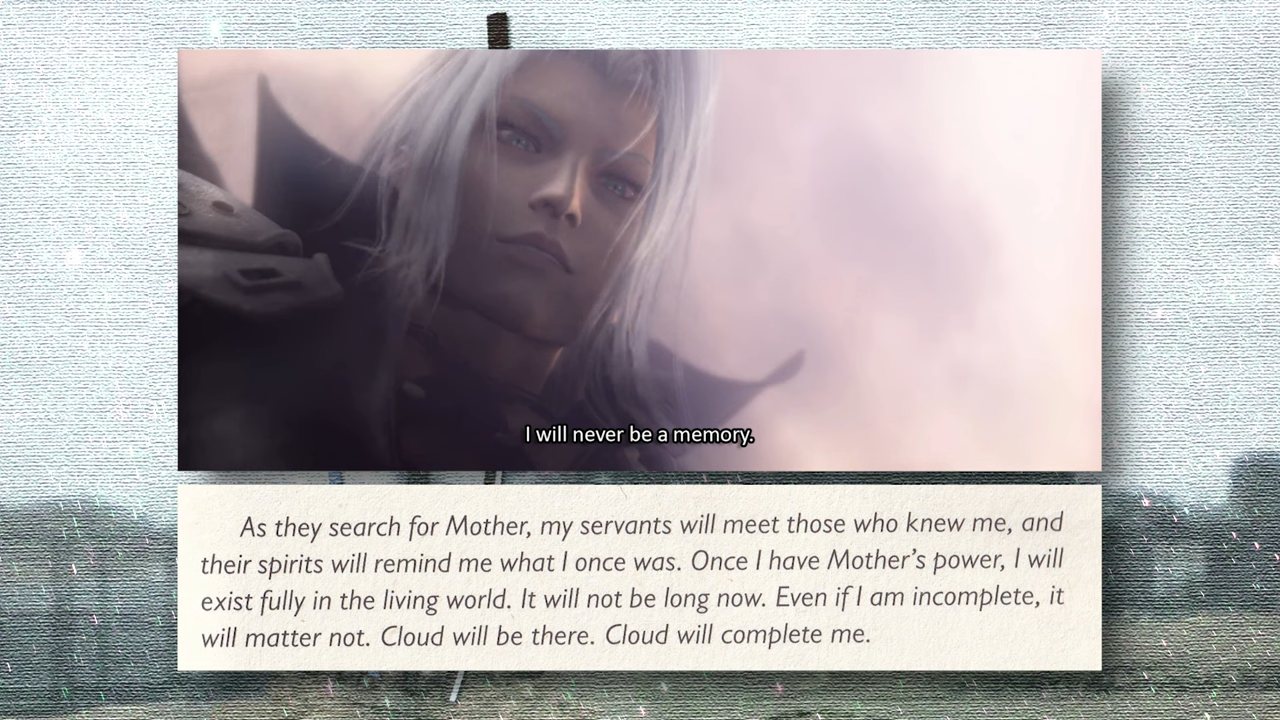 I will never be a memory.
As they search for Mother, my servants will meet those who knew me, and
their spirits will remind me what I once was. Once I have Mother’s power, I will
exist fully in the living world. It will not be long now. Even if I am incomplete, it
will matter not. Cloud will be there. Cloud will complete me.